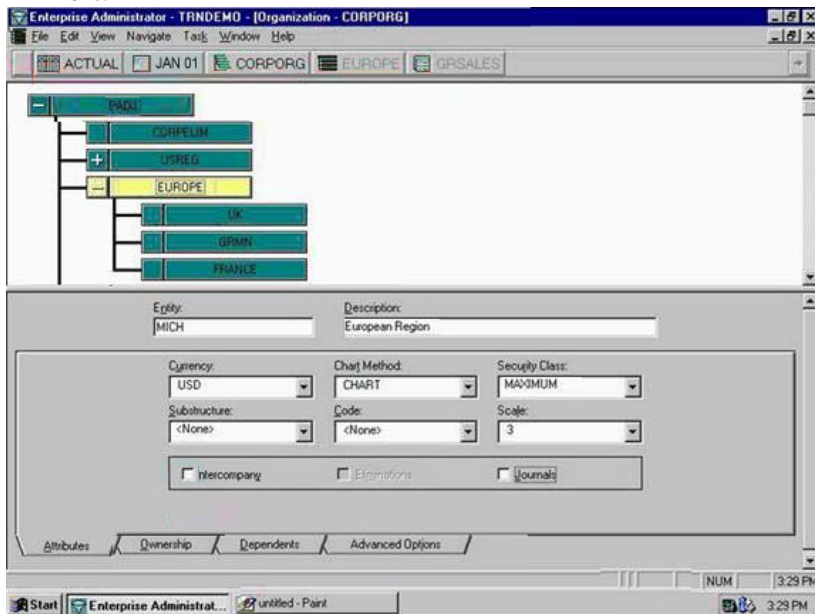 Enterprise Administrator - TRNDEMO - [Organization - CORPORG]
File Edit View Navigate Task Window Help
ACTUAL JAN 01 CORPORG EUROPE GRSALES
PADJ
CORPELIM
USREG
EUROPE
UK
GRMN
FRANCE
Entity: Description:
MICH European Region
Currency: Chart Method: Security Class:
USD CHART MAXIMUM
Substructure: Code: Scale:
<None> <None> 3
Intercompany Eliminations Journals
Attributes Ownership Dependents Advanced Options
NUM 3:29 PM
Start Enterprise Administrat... untitled - Paint 3:29 PM